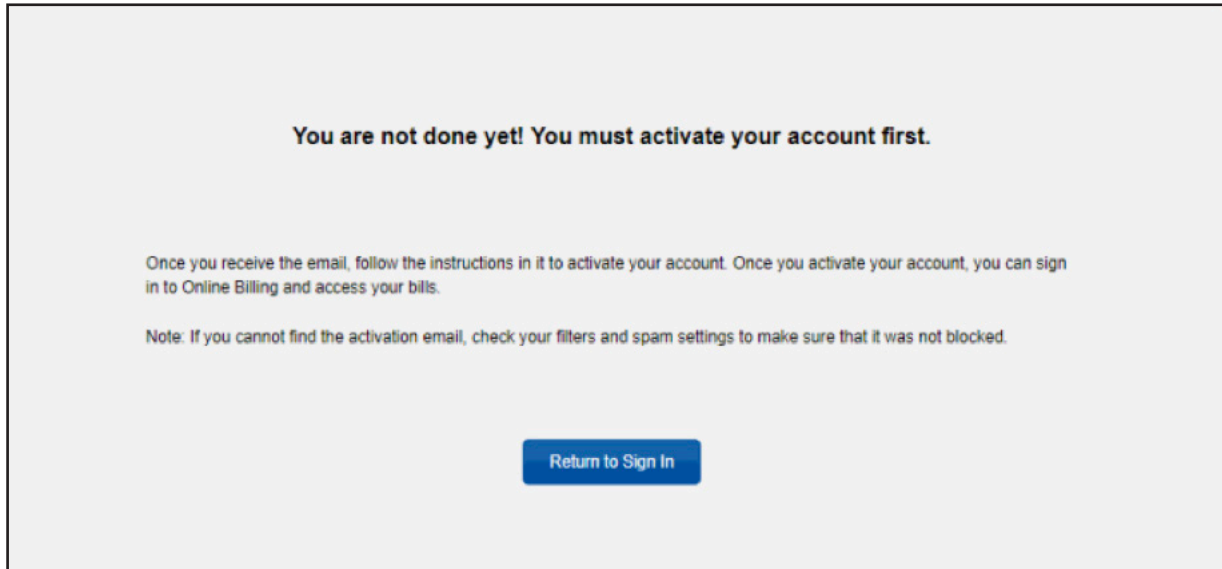 You are not done yet! You must activate your account first.
Once you receive the email, follow the instructions in it to activate your account. Once you activate your account, you can sign
in to Online Billing and access your bills.
Note: If you cannot find the activation email, check your filters and spam settings to make sure that it was not blocked.
Return to Sign In